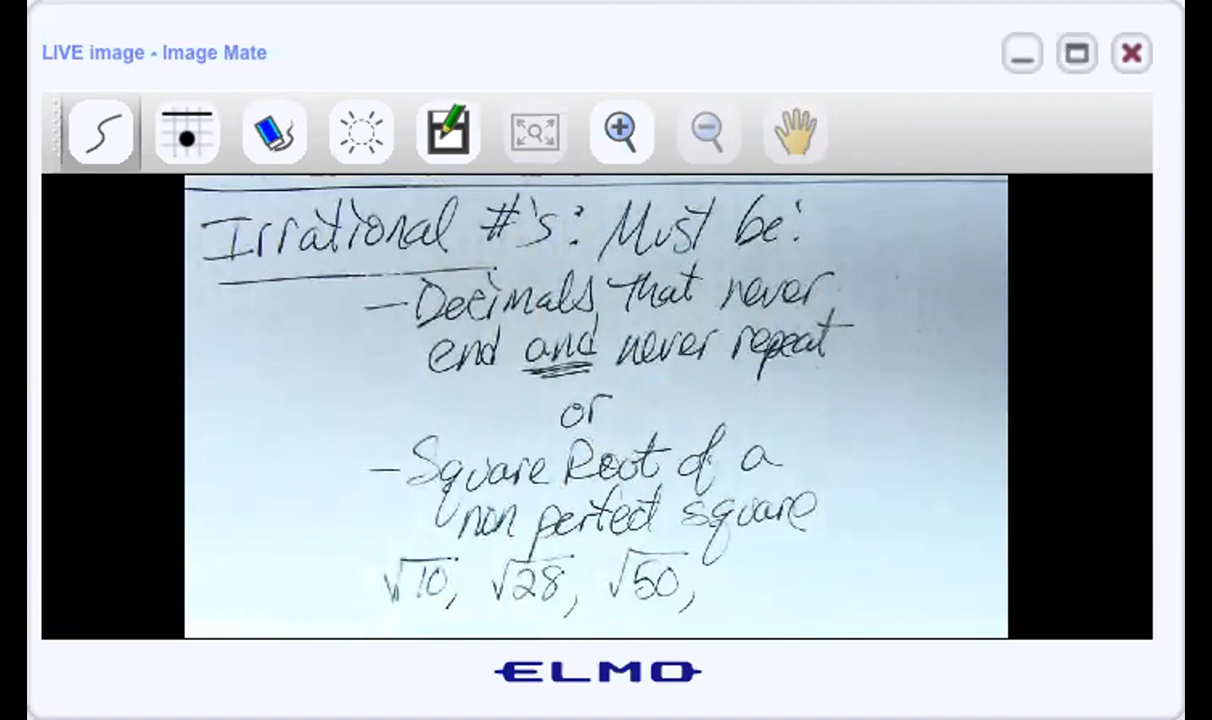 LIVE image - Image Mate
Irrational #'s: Must be:
- Decimals that never
end and never repeat
or
- Square Root of a
non perfect square
√10, √28, √50,
ELMO